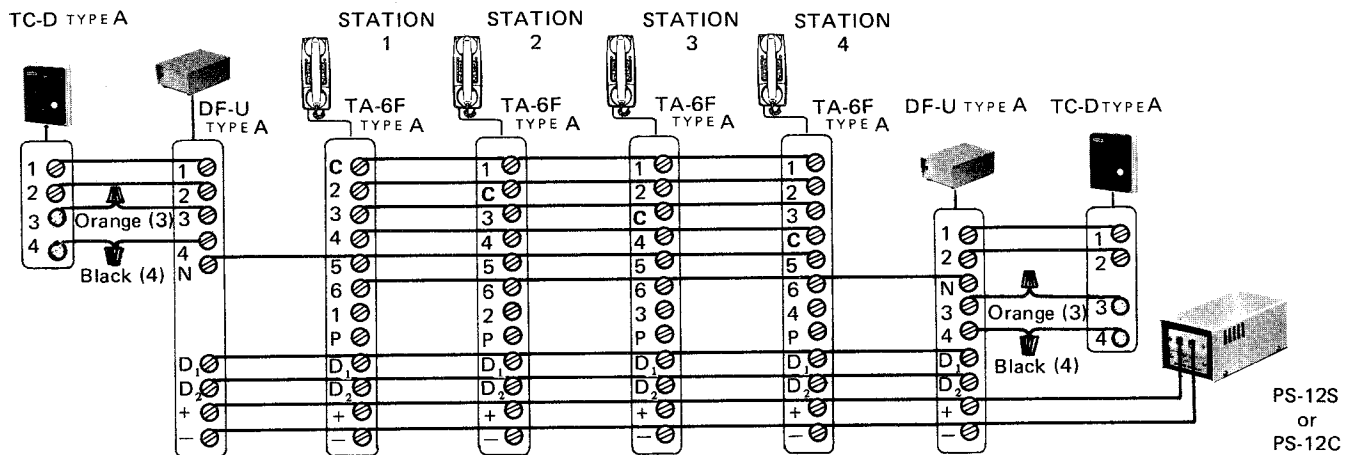 TC-D TYPE A
DF-U
TYPE A
STATION
1
STATION
2
STATION
3
STATION
4
TA-6F
TYPE A
TA-6F
TYPE A
TA-6F
TYPE A
TA-6F
TYPE A
DF-U TYPE A
TC-D TYPE A
1
2
3
4
Orange (3)
Black (4)
1
2
3
4
N
D1
D2
+
−
C
2
3
4
5
6
1
P
D1
D2
+
−
1
C
3
4
5
6
2
P
D1
D2
+
−
1
2
C
4
5
6
3
P
D1
D2
+
−
1
2
3
C
5
6
4
P
D1
D2
+
−
1
2
N
3
4
D1
D2
+
−
Orange (3)
Black (4)
1
2
3
4
PS-12S
or
PS-12C